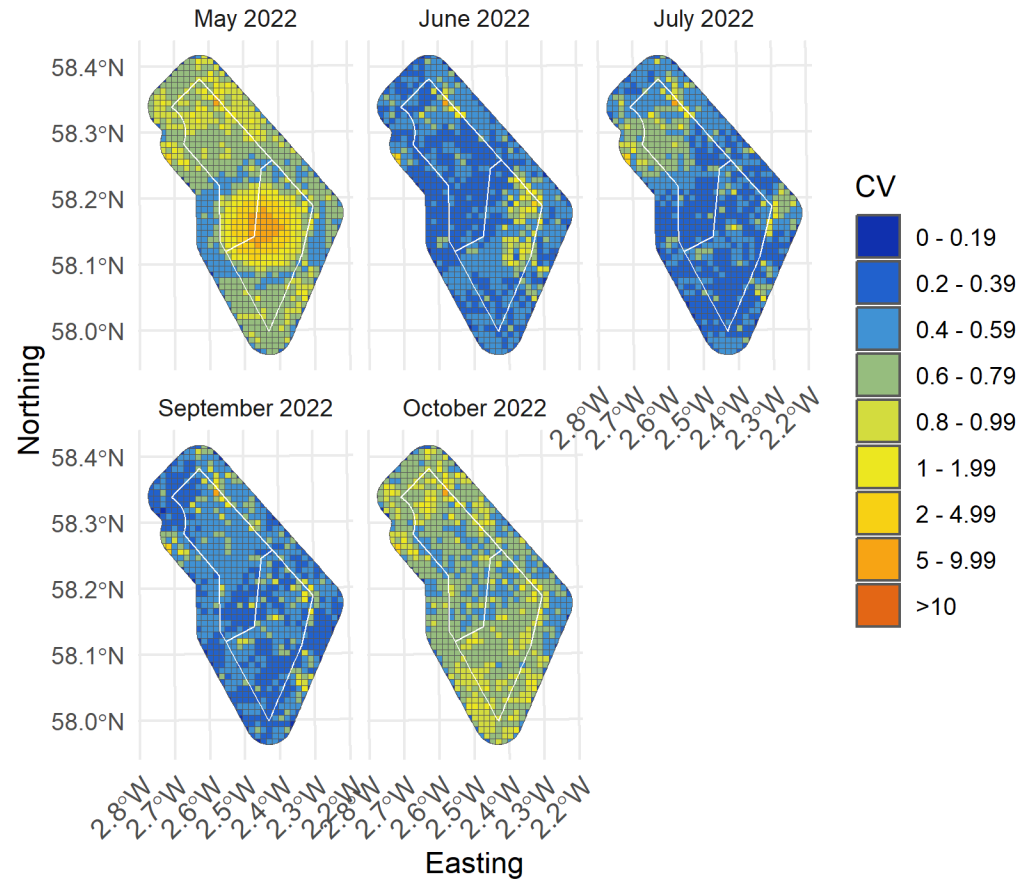 May 2022
June 2022
July 2022
58.4°N
58.3°N
58.2°N
58.1°N
58.0°N
2.8°W
2.7°W
2.6°W
2.5°W
2.4°W
2.3°W
2.2°W
Northing
September 2022
October 2022
58.4°N
58.3°N
58.2°N
58.1°N
58.0°N
2.8°W
2.7°W
2.6°W
2.5°W
2.4°W
2.3°W
2.2°W
2.8°W
2.7°W
2.6°W
2.5°W
2.4°W
2.3°W
2.2°W
Easting
CV
0 - 0.19
0.2 - 0.39
0.4 - 0.59
0.6 - 0.79
0.8 - 0.99
1 - 1.99
2 - 4.99
5 - 9.99
>10